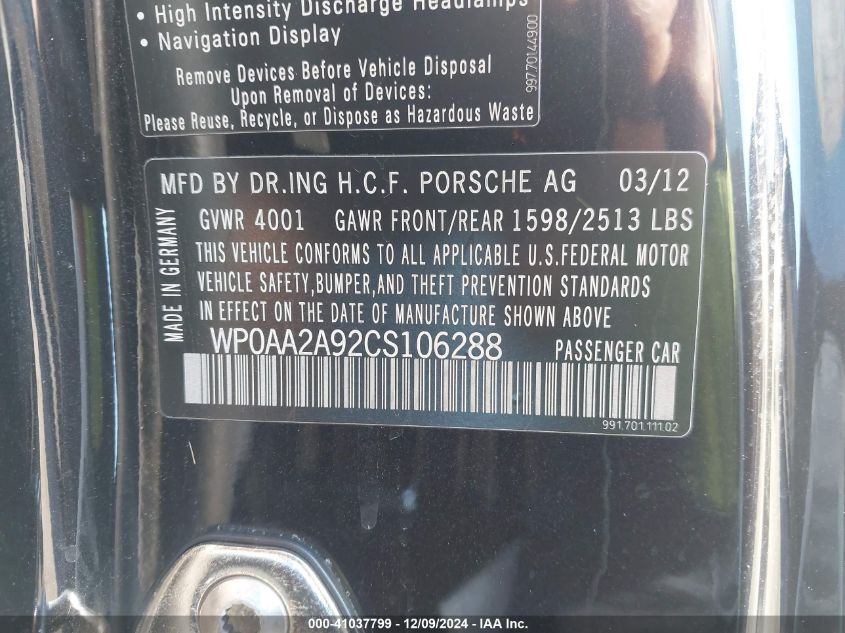 • High Intensity Discharge Headlamps
• Navigation Display
Remove Devices Before Vehicle Disposal
Upon Removal of Devices:
Please Reuse, Recycle, or Dispose as Hazardous Waste
99770144900
MFD BY DR.ING H.C.F. PORSCHE AG 03/12
GVWR 4001 GAWR FRONT/REAR 1598/2513 LBS
THIS VEHICLE CONFORMS TO ALL APPLICABLE U.S.FEDERAL MOTOR
VEHICLE SAFETY,BUMPER,AND THEFT PREVENTION STANDARDS
IN EFFECT ON THE DATE OF MANUFACTURE SHOWN ABOVE
MADE IN GERMANY
WP0AA2A92CS106288 PASSENGER CAR
991.701.111.02
000-41037799 - 12/09/2024 - IAA Inc.